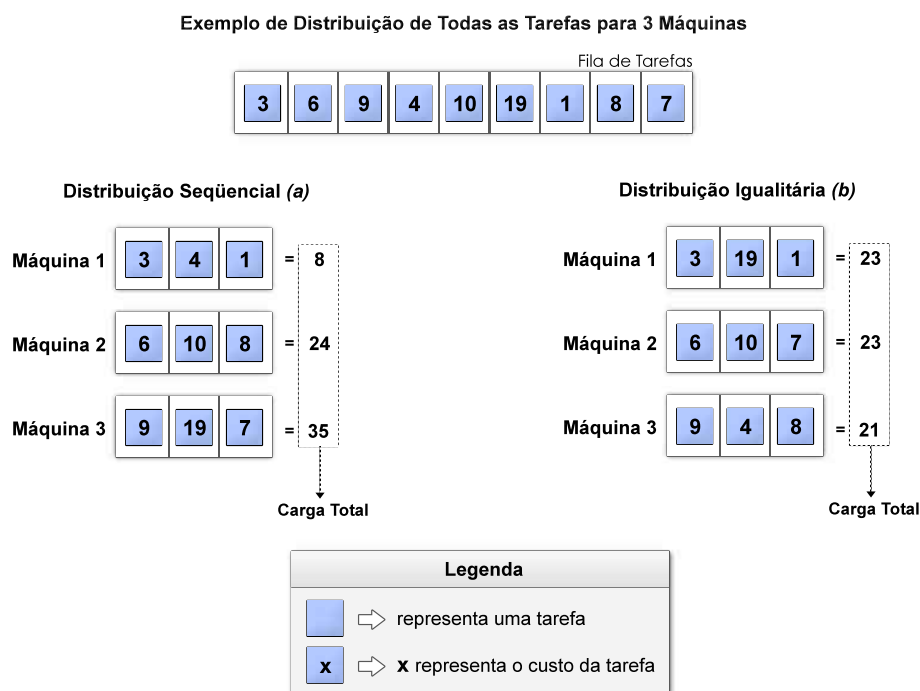 Exemplo de Distribuição de Todas as Tarefas para 3 Máquinas
Fila de Tarefas
3 6 9 4 10 19 1 8 7
Distribuição Seqüencial (a)
Máquina 1 3 4 1 = 8
Máquina 2 6 10 8 = 24
Máquina 3 9 19 7 = 35
Carga Total
Distribuição Igualitária (b)
Máquina 1 3 19 1 = 23
Máquina 2 6 10 7 = 23
Máquina 3 9 4 8 = 21
Carga Total
Legenda
representa uma tarefa
x x representa o custo da tarefa